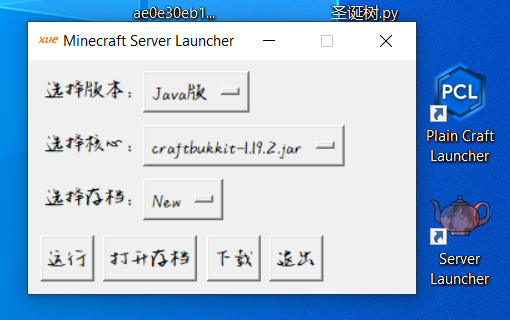 ae0e30eb1...
圣诞树.py
xue Minecraft Server Launcher
选择版本： Java版
选择核心： craftbukkit-1.19.2.jar
选择存档： New
运行 打开存档 下载 退出
PCL
Plain Craft
Launcher
Server
Launcher